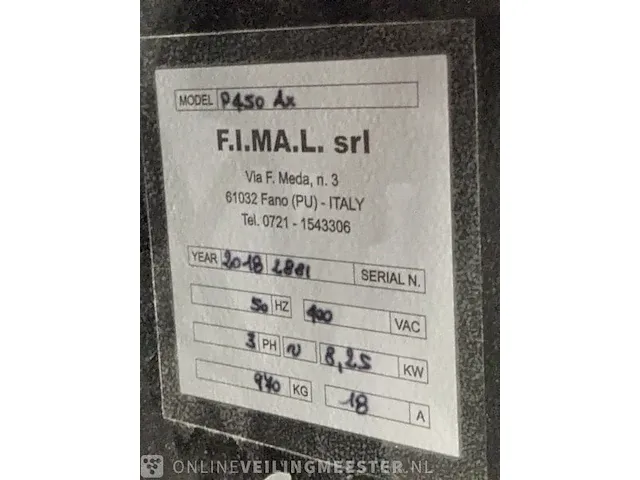 MODEL P450 Ax
F.I.MA.L. srl
Via F. Meda, n. 3
61032 Fano (PU) - ITALY
Tel. 0721 - 1543306
YEAR 2018 2881 SERIAL N.
50 HZ 400 VAC
3 PH N 8,25 KW
970 KG 18 A
ONLINEVEILINGMEESTER.NL